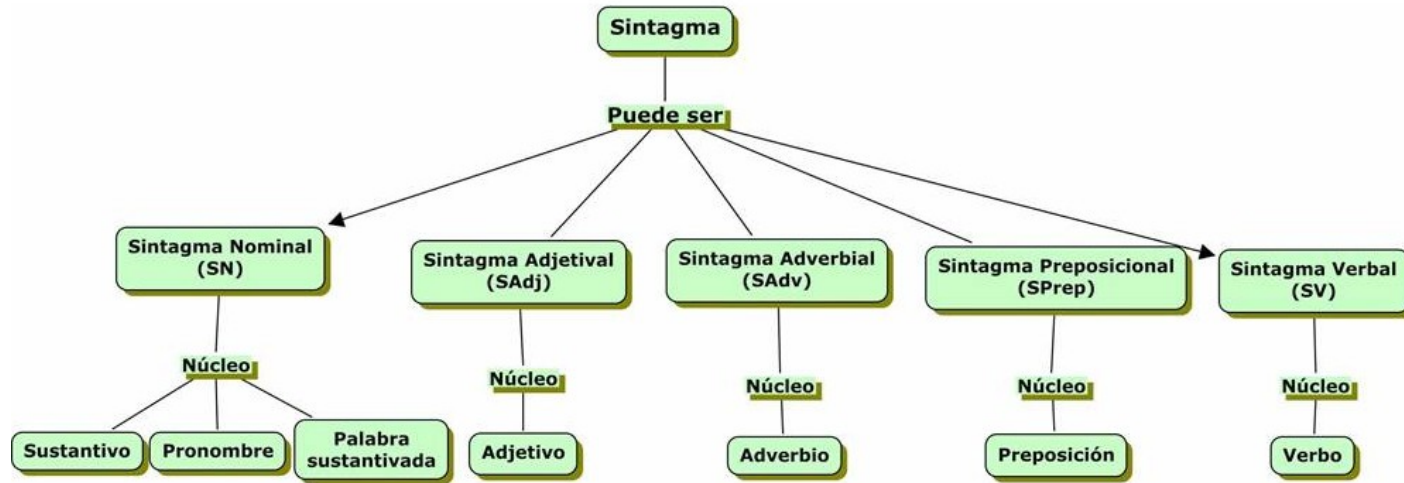 Sintagma
Puede ser
Sintagma Nominal
(SN)
Sintagma Adjetival
(SAdj)
Sintagma Adverbial
(SAdv)
Sintagma Preposicional
(SPrep)
Sintagma Verbal
(SV)
Núcleo
Núcleo
Núcleo
Núcleo
Núcleo
Sustantivo
Pronombre
Palabra
sustantivada
Adjetivo
Adverbio
Preposición
Verbo